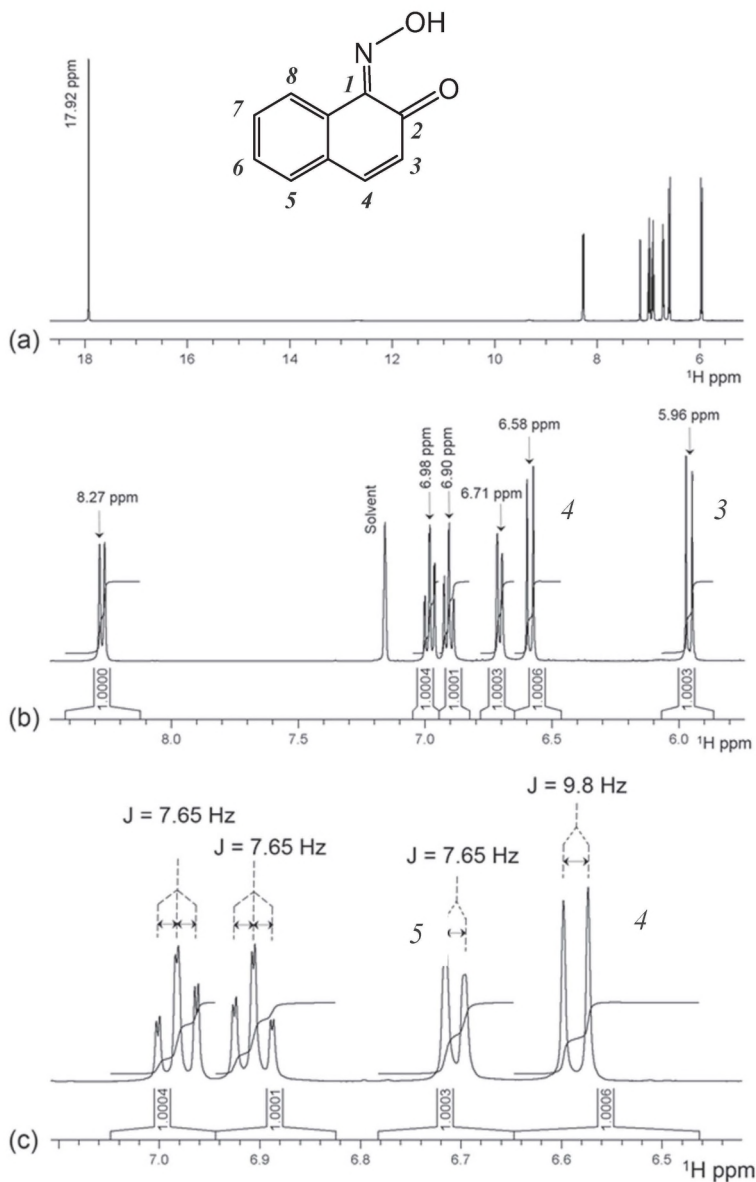 OH
N
17.92 ppm
8
1
O
7
2
6
3
5
4
(a)
18 16 14 12 10 8 6
¹H ppm
6.58 ppm
5.96 ppm
6.98 ppm
6.90 ppm
8.27 ppm
Solvent
6.71 ppm
4
3
1.0000
1.0004
1.0001
1.0003
1.0006
1.0003
(b)
8.0 7.5 7.0 6.5 6.0 ¹H ppm
J = 9.8 Hz
J = 7.65 Hz
J = 7.65 Hz
J = 7.65 Hz
5
4
1.0004
1.0001
1.0003
1.0006
(c)
7.0 6.9 6.8 6.7 6.6 6.5
¹H ppm